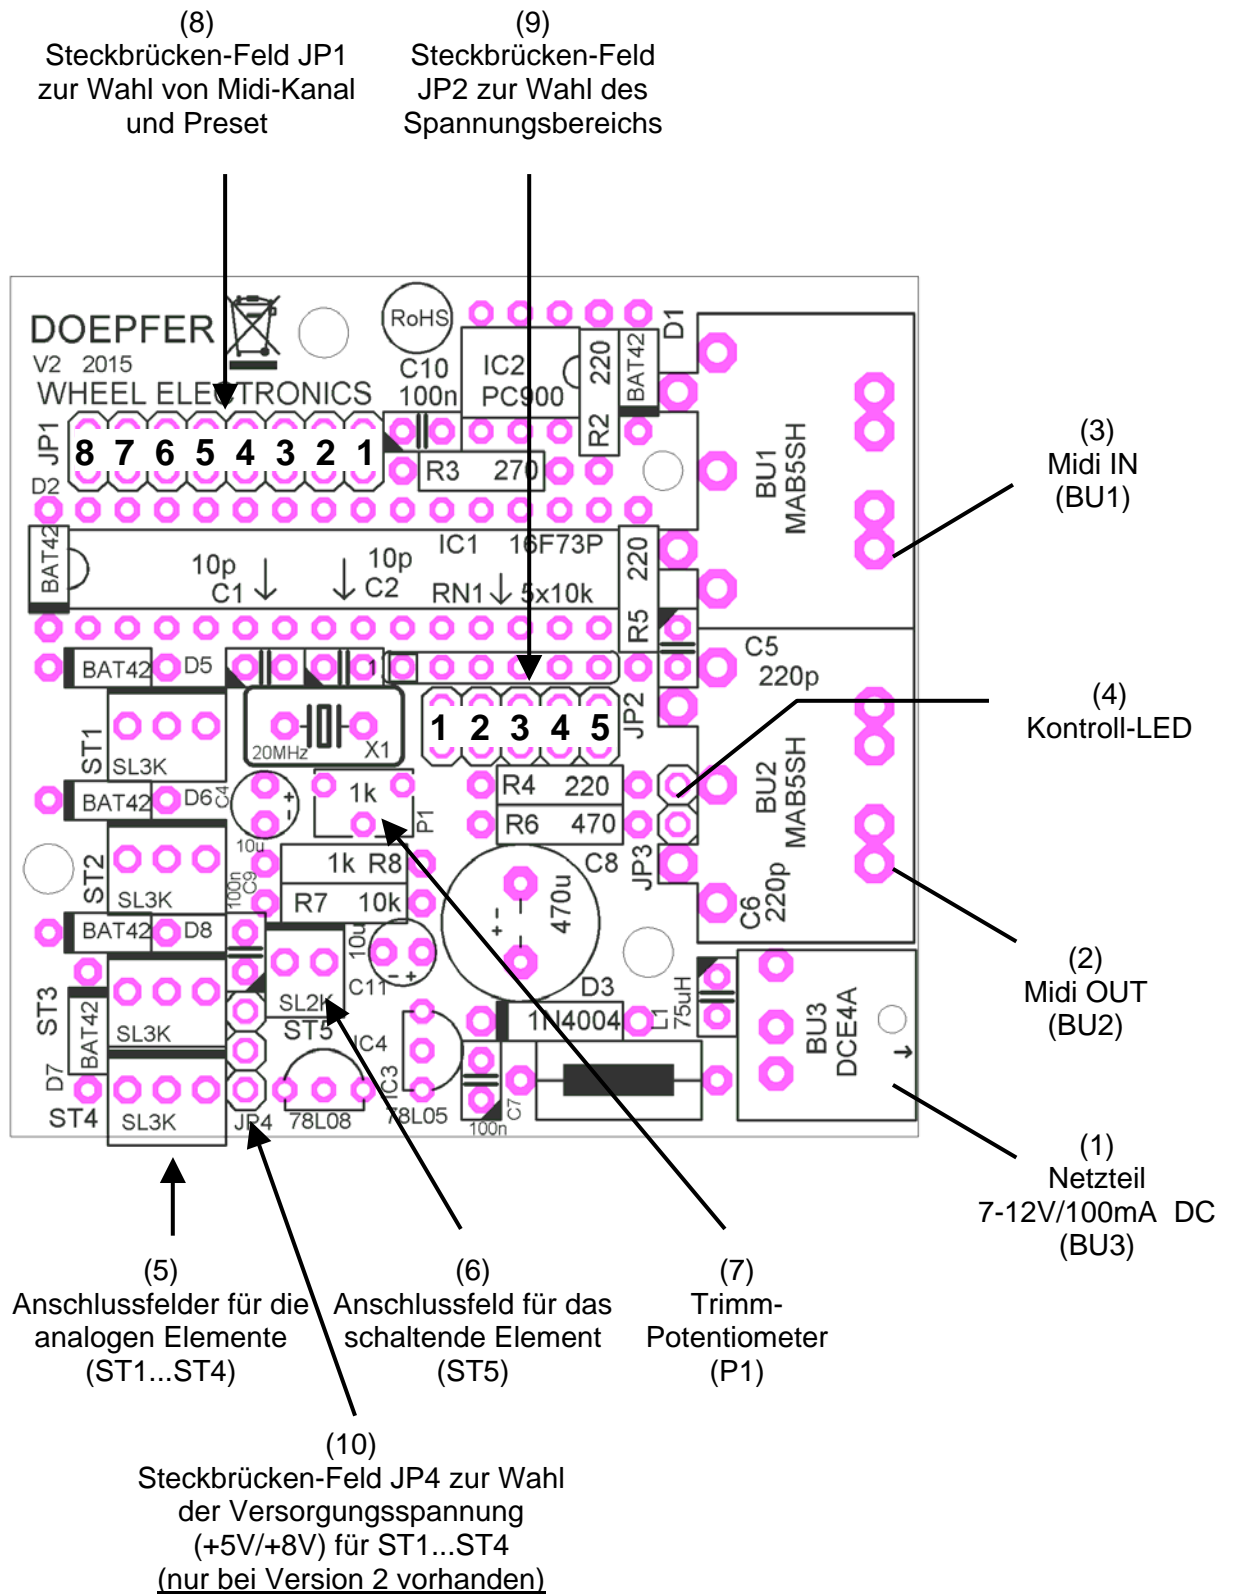 (8)
Steckbrücken-Feld JP1
zur Wahl von Midi-Kanal
und Preset
(9)
Steckbrücken-Feld
JP2 zur Wahl des
Spannungsbereichs
DOEPFER
V2 2015
WHEEL ELECTRONICS
RoHS
C10
100n
IC2
PC900
220
R2
BAT42
D1
JP1
8 7 6 5 4 3 2 1
R3 270
D2
BU1
MAB5SH
(3)
Midi IN
(BU1)
BAT42
10p
C1
10p
C2
IC1 16F73P
RN1 5x10k
220
R5
BAT42 D5
1
C5
220p
ST1
SL3K
20MHz X1
1 2 3 4 5
JP2
(4)
Kontroll-LED
BU2
MAB5SH
BAT42 D6
C4
+
-
10u
1k
P1
R4 220
R6 470
ST2
SL3K
100n
C9
1k R8
R7 10k
C8
470u
+ -
JP3
C6
220p
BAT42 D8
10u
C11
- +
(2)
Midi OUT
(BU2)
ST3
SL3K
BAT42
D7
SL2K
ST5
D3
1N4004
L1
75uH
BU3
DCE4A
IC4
IC3
ST4 SL3K JP4 78L08 78L05
C7
100n
(1)
Netzteil
7-12V/100mA DC
(BU3)
(5)
Anschlussfelder für die
analogen Elemente
(ST1...ST4)
(6)
Anschlussfeld für das
schaltende Element
(ST5)
(7)
Trimm-
Potentiometer
(P1)
(10)
Steckbrücken-Feld JP4 zur Wahl
der Versorgungsspannung
(+5V/+8V) für ST1...ST4
(nur bei Version 2 vorhanden)